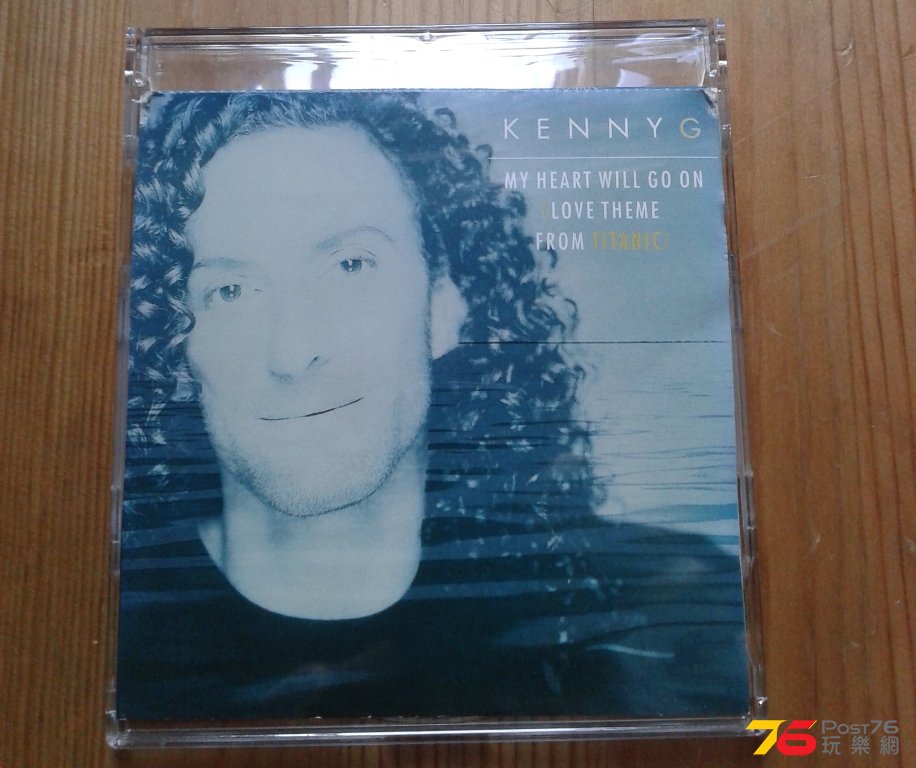 KENNY G
MY HEART WILL GO ON
(LOVE THEME
FROM TITANIC)
76 POST76
玩樂網